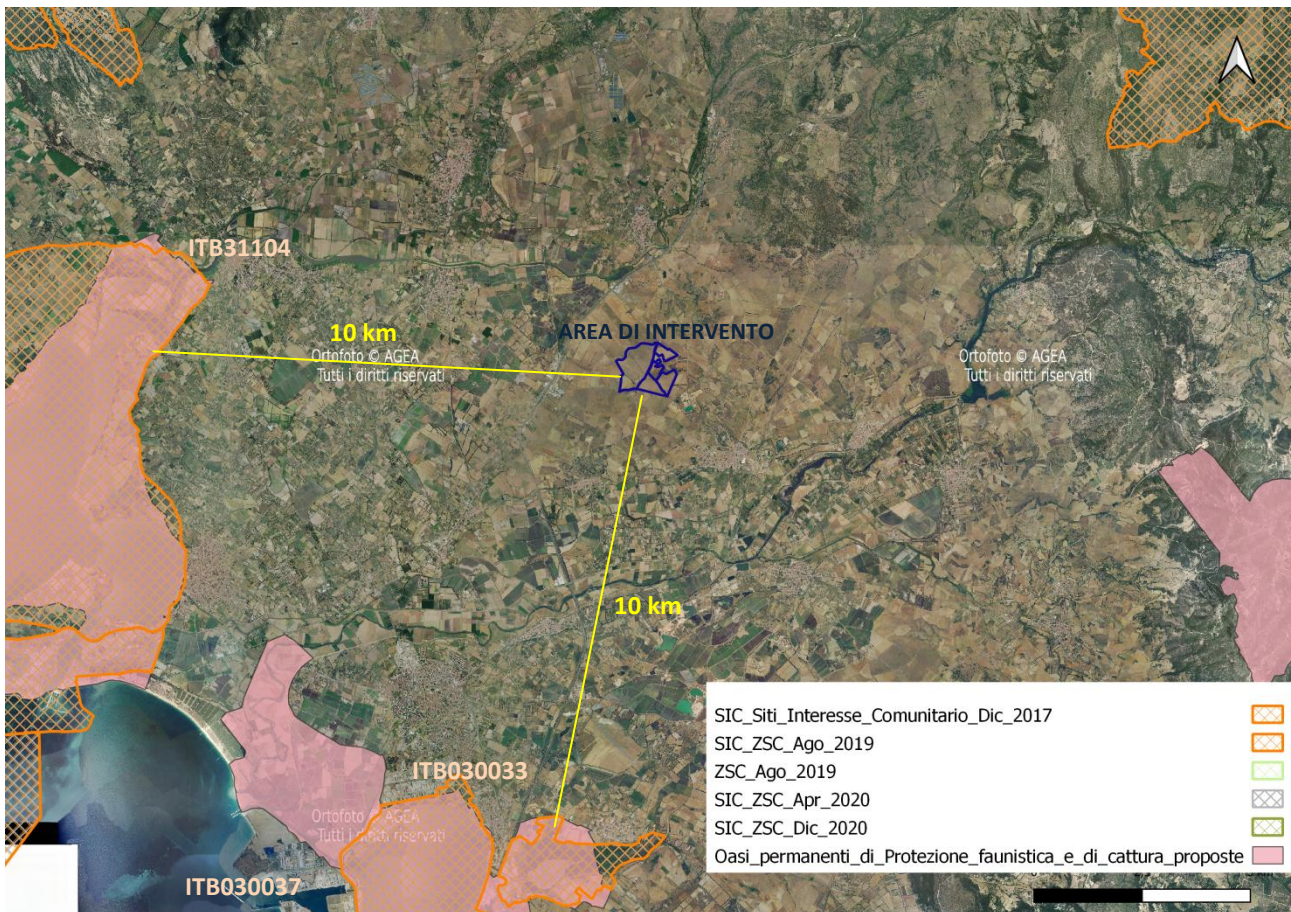 ITB31104
10 km
AREA DI INTERVENTO
Ortofoto © AGEA
Tutti i diritti riservati
Ortofoto © AGEA
Tutti i diritti riservati
10 km
ITB030033
Ortofoto © AGEA
Tutti i diritti riservati
ITB030037
SIC_Siti_Interesse_Comunitario_Dic_2017
SIC_ZSC_Ago_2019
ZSC_Ago_2019
SIC_ZSC_Apr_2020
SIC_ZSC_Dic_2020
Oasi_permanenti_di_Protezione_faunistica_e_di_cattura_proposte